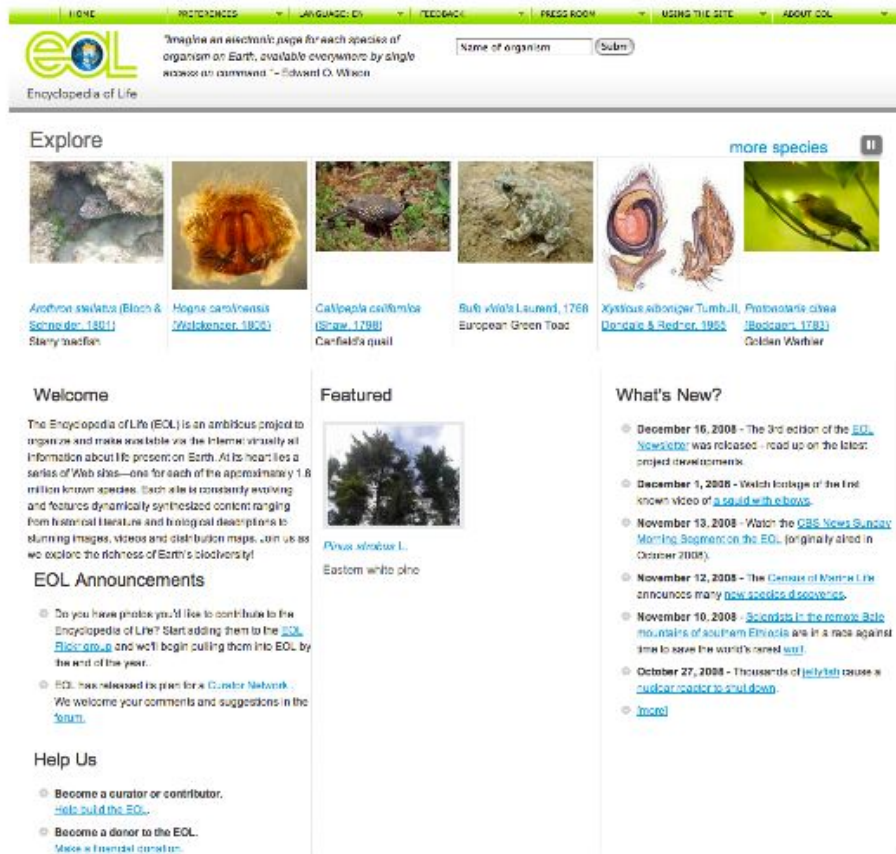 HOME PREFERENCES LANGUAGE: EN FEEDBACK PRESS ROOM USING THE SITE ABOUT EOL
eOL
Encyclopedia of Life
"Imagine an electronic page for each species of
organism on Earth, available everywhere by single
access on command." - Edward O. Wilson
Name of organism Subm
Explore
more species
Arothron stellatus (Bloch &
Schneider, 1801)
Starry toadfish
Hogna carolinensis
(Walckenaer, 1805)
Callipepla californica
(Shaw, 1798)
Canfield's quail
Bufo viridis Laurenti, 1768
European Green Toad
Xysticus Turnbull,
Dondale & Redner, 1965
Protonotaria citrea
(Boddaert, 1783)
Golden Warbler
Welcome
The Encyclopedia of Life (EOL) is an ambitious project to
organize and make available via the Internet virtually all
information about life present on Earth. At its heart lies a
series of Web sites—one for each of the approximately 1.8
million known species. Each site is constantly evolving
and features dynamically synthesized content ranging
from historical literature and biological descriptions to
stunning images, videos and distribution maps. Join us as
we explore the richness of Earth's biodiversity!
EOL Announcements
Do you have photos you'd like to contribute to the
Encyclopedia of Life? Start adding them to the EOL
Flickr group and we'll begin pulling them into EOL by
the end of the year.
EOL has released its plan for a Curator Network.
We welcome your comments and suggestions in the
forum.
Help Us
Become a curator or contributor.
Help build the EOL.
Become a donor to the EOL.
Make a financial donation.
Featured
Pinus strobus L.
Eastern white pine
What's New?
December 16, 2008 - The 3rd edition of the EOL
Newsletter was released - read up on the latest
project developments.
December 1, 2008 - Watch footage of the first
known video of a squid with elbows.
November 13, 2008 - Watch the CBS News Sunday
Morning Segment on the EOL (originally aired in
October 2008).
November 12, 2008 - The Census of Marine Life
announces many new species discoveries.
November 10, 2008 - Scientists in the remote Bale
mountains of southern Ethiopia are in a race against
time to save the world's rarest wolf.
October 27, 2008 - Thousands of jellyfish cause a
nuclear reactor to shut down.
[more]